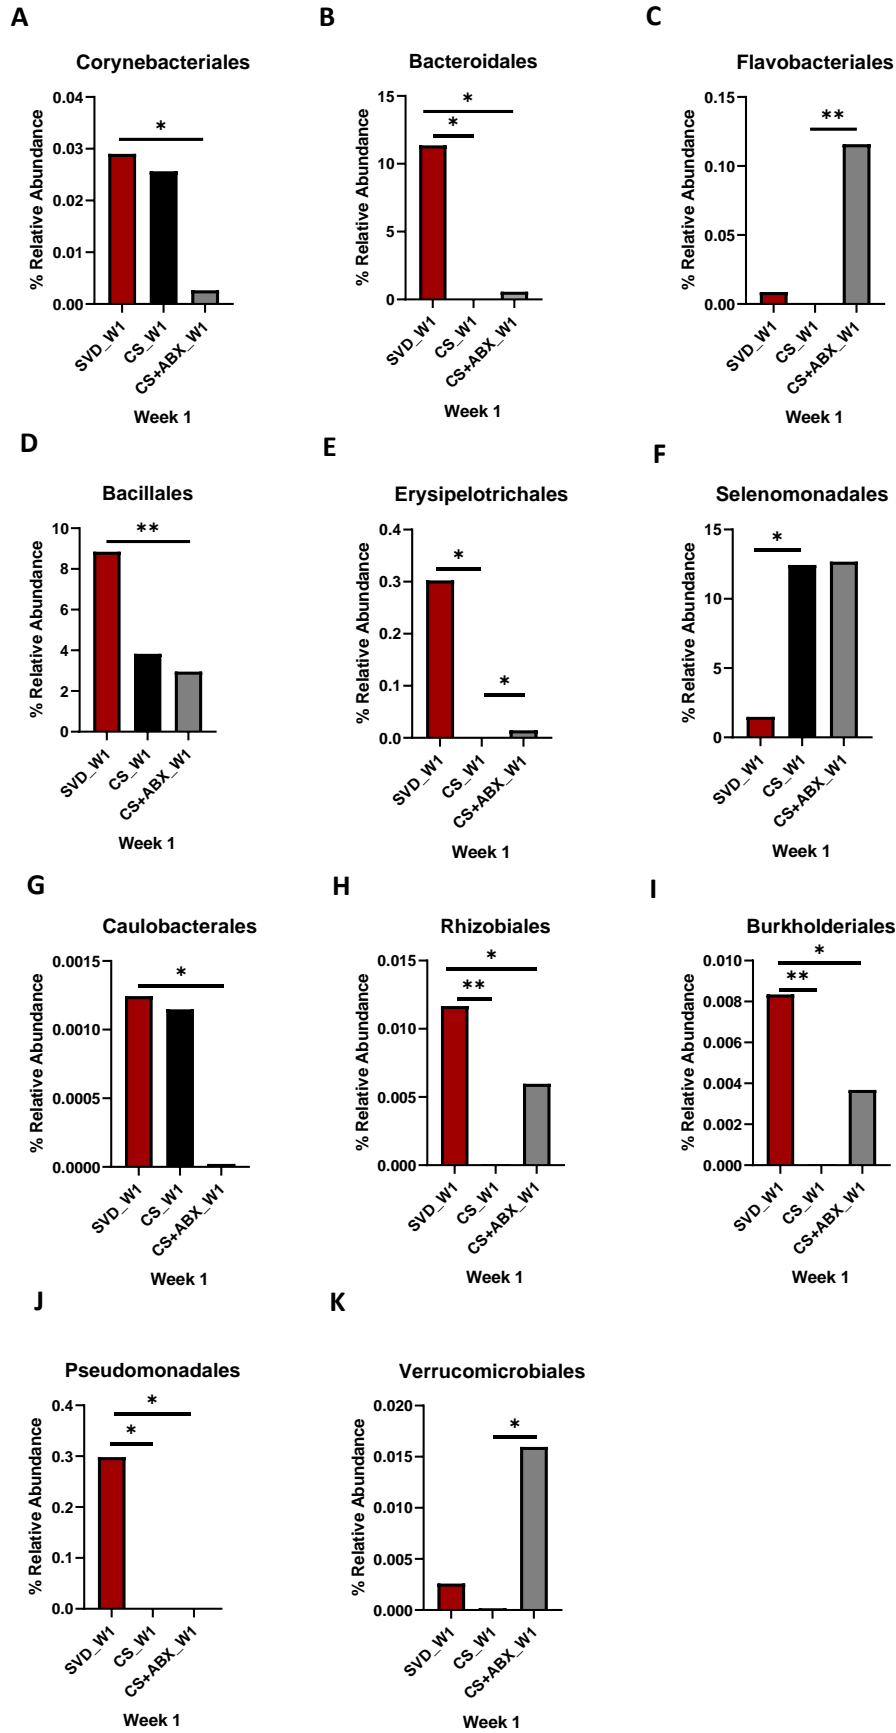 A
Corynebacteriales
% Relative Abundance
0.04
0.03
0.02
0.01
0.00
*
SVD_W1
CS_W1
CS+ABX_W1
Week 1
B
Bacteroidales
% Relative Abundance
15
10
5
0
*
*
SVD_W1
CS_W1
CS+ABX_W1
Week 1
C
Flavobacteriales
% Relative Abundance
0.15
0.10
0.05
0.00
**
SVD_W1
CS_W1
CS+ABX_W1
Week 1
D
Bacillales
% Relative Abundance
10
8
6
4
2
0
**
SVD_W1
CS_W1
CS+ABX_W1
Week 1
E
Erysipelotrichales
% Relative Abundance
0.4
0.3
0.2
0.1
0.0
*
*
SVD_W1
CS_W1
CS+ABX_W1
Week 1
F
Selenomonadales
% Relative Abundance
15
10
5
0
*
SVD_W1
CS_W1
CS+ABX_W1
Week 1
G
Caulobacterales
% Relative Abundance
0.0015
0.0010
0.0005
0.0000
*
SVD_W1
CS_W1
CS+ABX_W1
Week 1
H
Rhizobiales
% Relative Abundance
0.015
0.010
0.005
0.000
*
**
SVD_W1
CS_W1
CS+ABX_W1
Week 1
I
Burkholderiales
% Relative Abundance
0.010
0.008
0.006
0.004
0.002
0.000
*
**
SVD_W1
CS_W1
CS+ABX_W1
Week 1
J
Pseudomonadales
% Relative Abundance
0.4
0.3
0.2
0.1
0.0
*
*
SVD_W1
CS_W1
CS+ABX_W1
Week 1
K
Verrucomicrobiales
% Relative Abundance
0.020
0.015
0.010
0.005
0.000
*
SVD_W1
CS_W1
CS+ABX_W1
Week 1